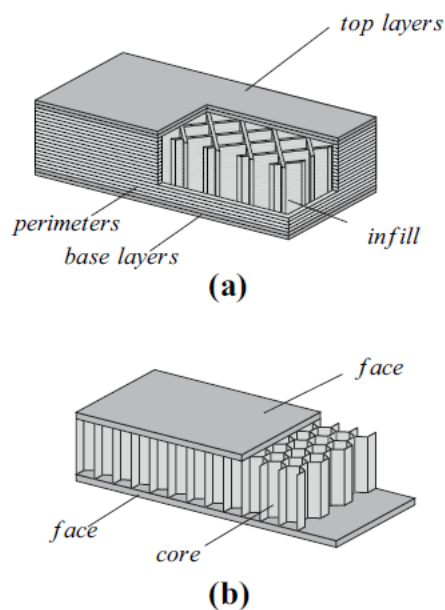 top layers
perimeters
base layers
infill
(a)
face
face
core
(b)